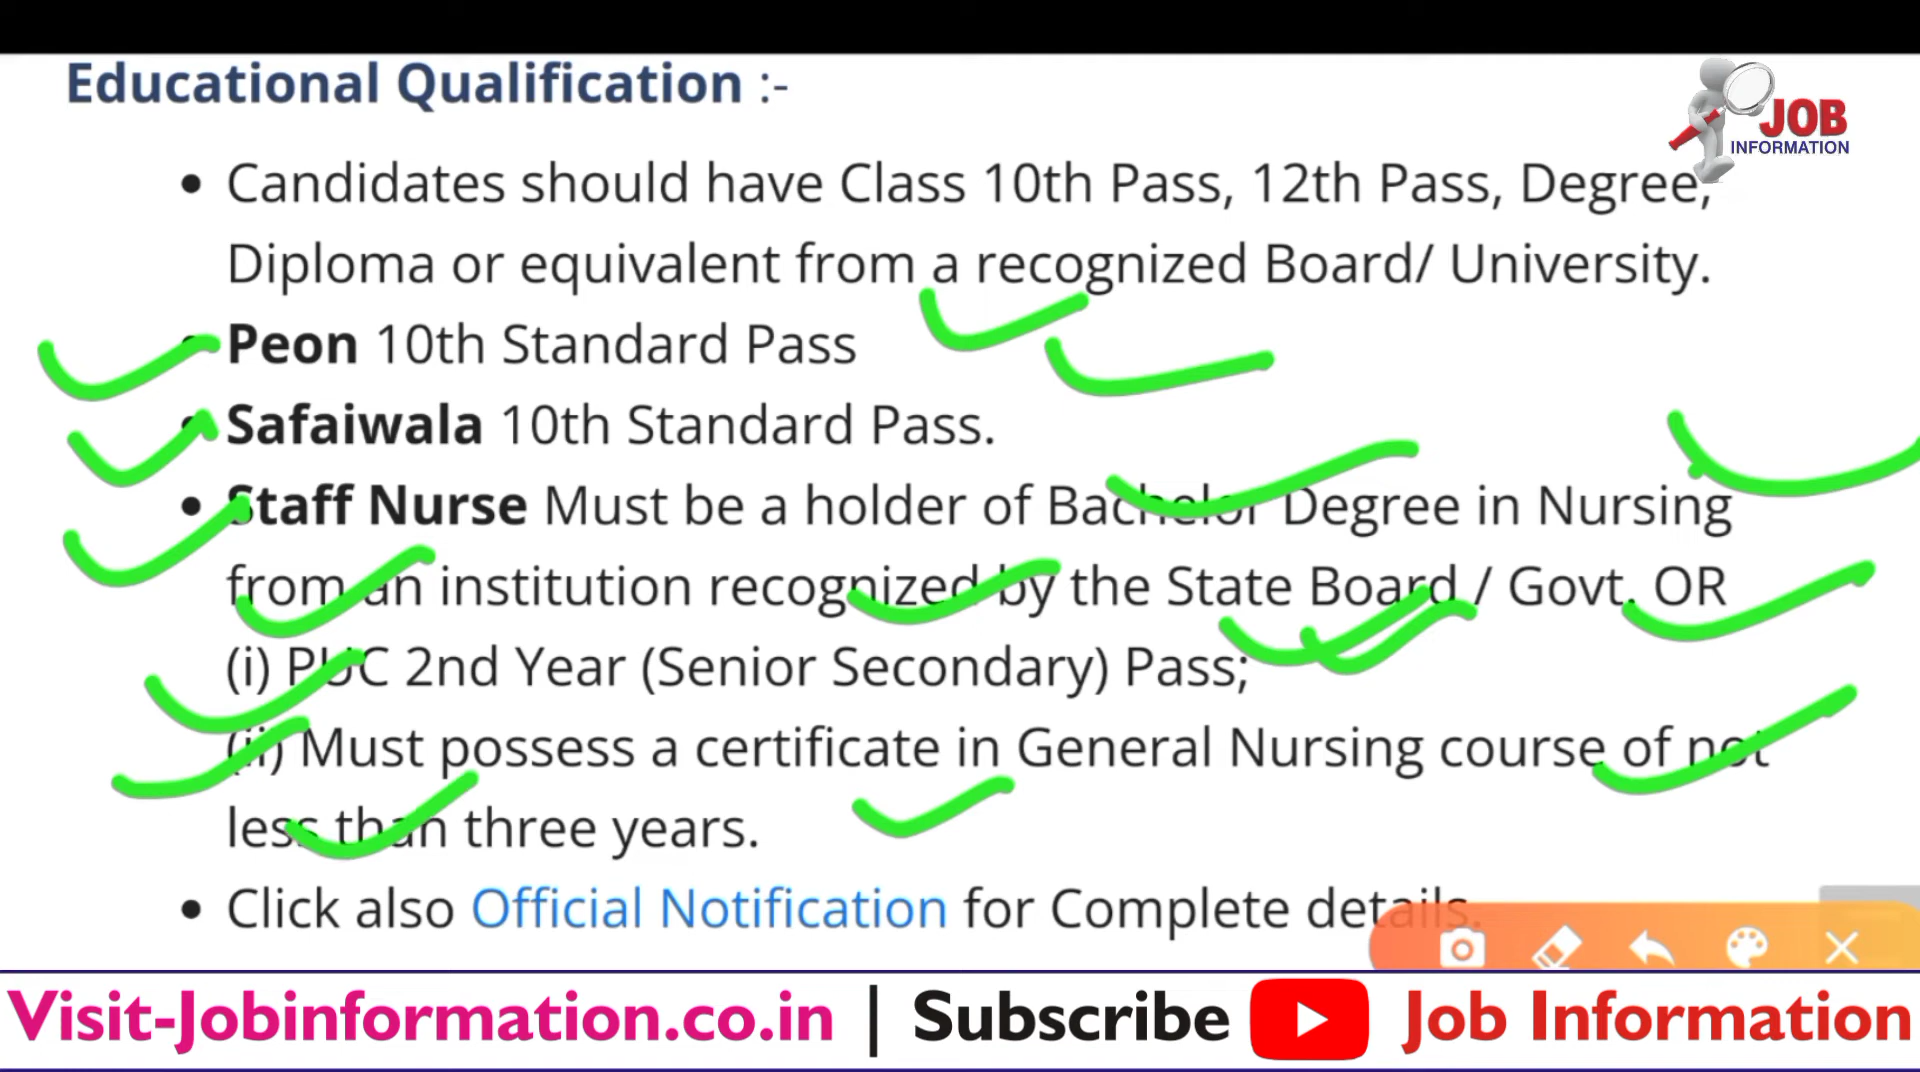 Educational Qualification :-
JOB
INFORMATION
Candidates should have Class 10th Pass, 12th Pass, Degree,
Diploma or equivalent from a recognized Board/ University.
Peon 10th Standard Pass
Safaiwala 10th Standard Pass.
Staff Nurse Must be a holder of Bachelor Degree in Nursing
from an institution recognized by the State Board / Govt. OR
(i) PUC 2nd Year (Senior Secondary) Pass;
(ii) Must possess a certificate in General Nursing course of not
less than three years.
Click also Official Notification for Complete details.
Visit-Jobinformation.co.in | Subscribe Job Information